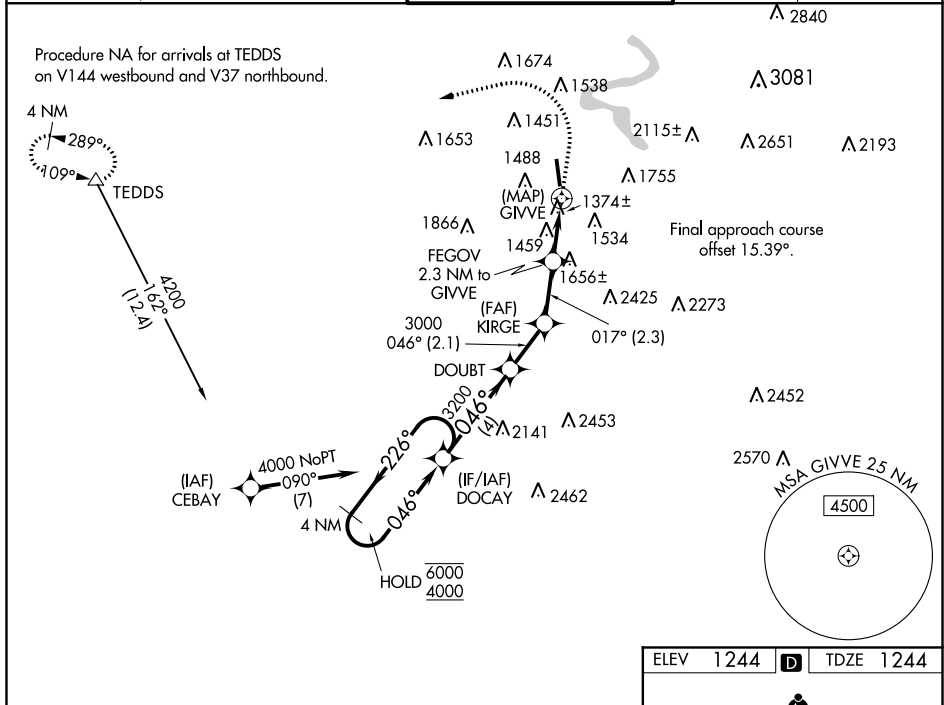 2840
Procedure NA for arrivals at TEDDS
on V144 westbound and V37 northbound.
1674
1538
3081
4 NM
289°
109°
TEDDS
1451
1653
2115±
2651
2193
1488
(MAP)
GIVVE
1755
1374±
1866
1459
1534
Final approach course
offset 15.39°.
FEGOV
2.3 NM to
GIVVE
1656±
4200
162°
(12.4)
(FAF)
KIRGE
2425
2273
3000
046° (2.1)
017° (2.3)
DOUBT
3200
046°
(4)
2141
2453
2452
226°
046°
(IAF)
CEBAY
4000 NoPT
090°
(7)
(IF/IAF)
DOCAY
2462
2570
4 NM
HOLD
6000
4000
MSA GIVVE 25 NM
4500
ELEV 1244 D TDZE 1244